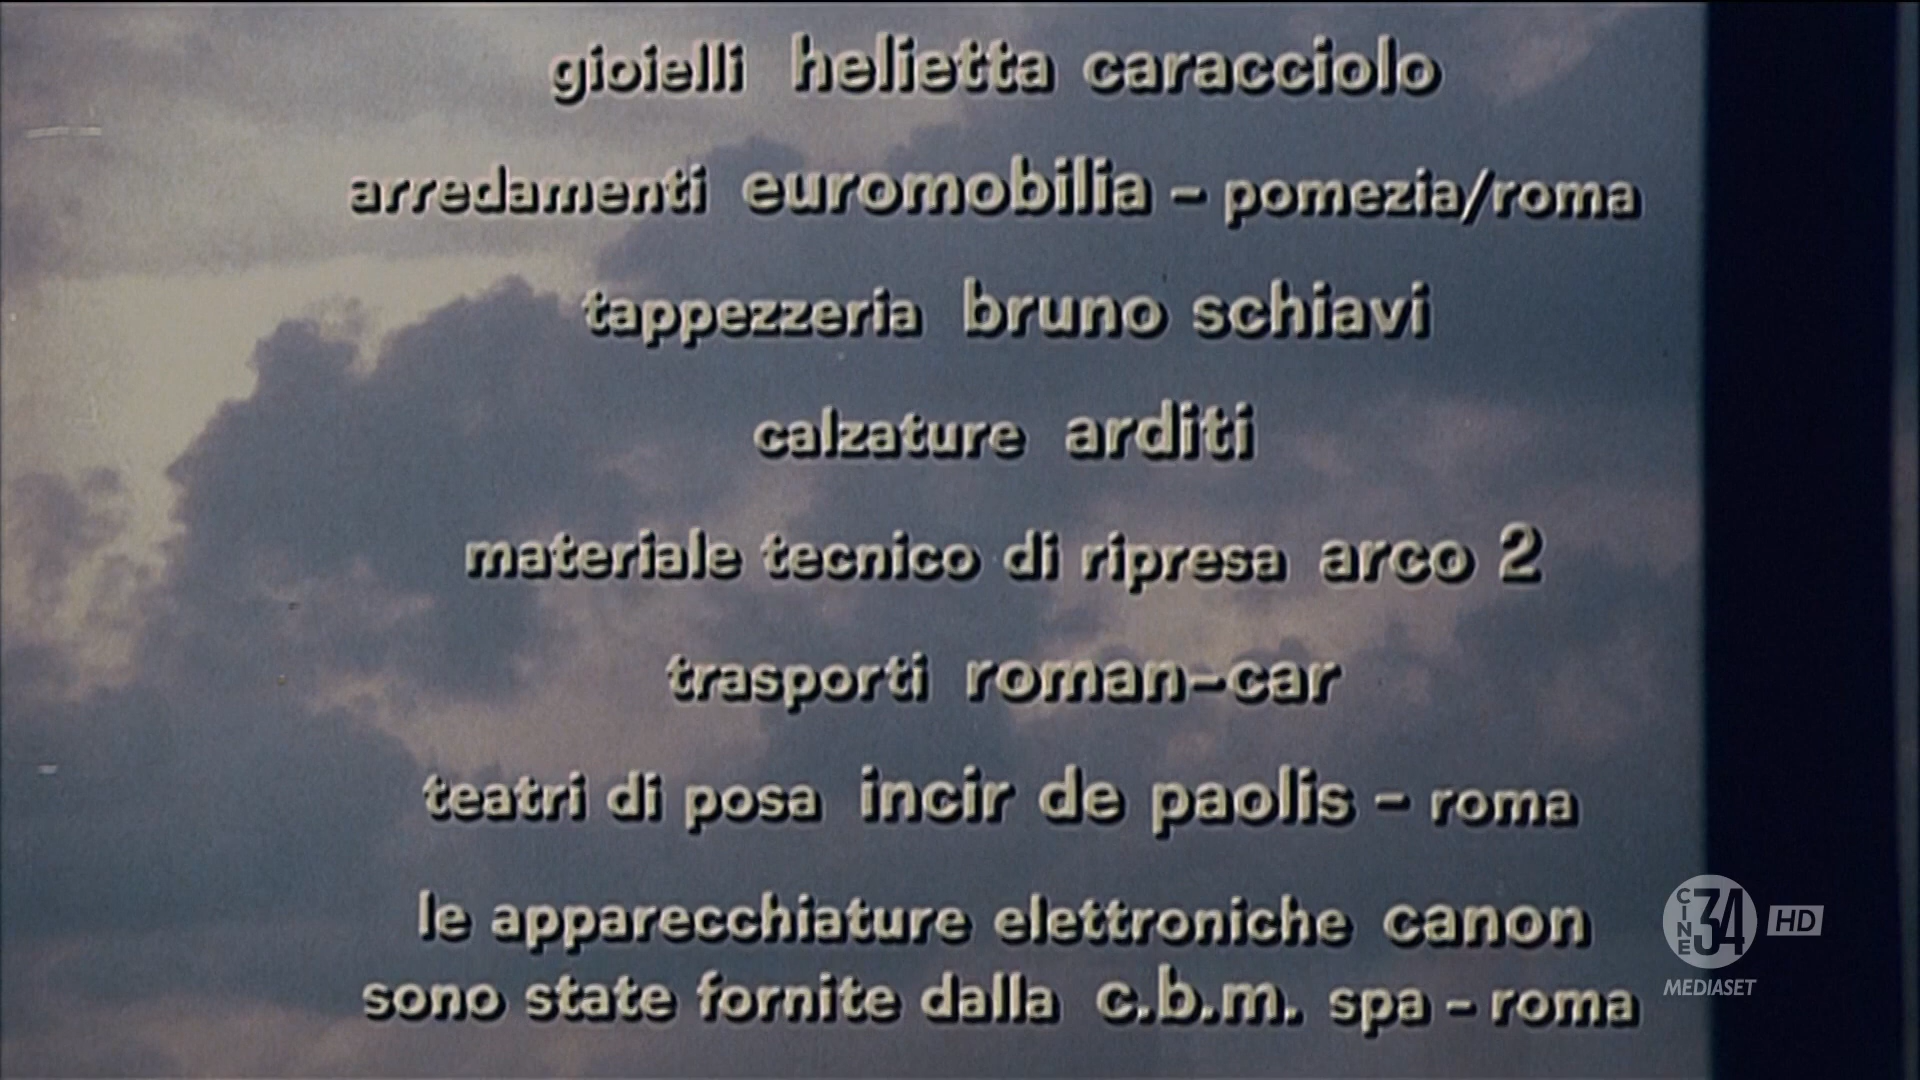 gioielli helietta caracciolo
arredamenti euromobilia - pomezia/roma
tappezzeria bruno schiavi
calzature arditi
materiale tecnico di ripresa arco 2
trasporti roman-car
teatri di posa incir de paolis - roma
le apparecchiature elettroniche canon
sono state fornite dalla c.b.m. spa - roma
CINE 34 HD
MEDIASET